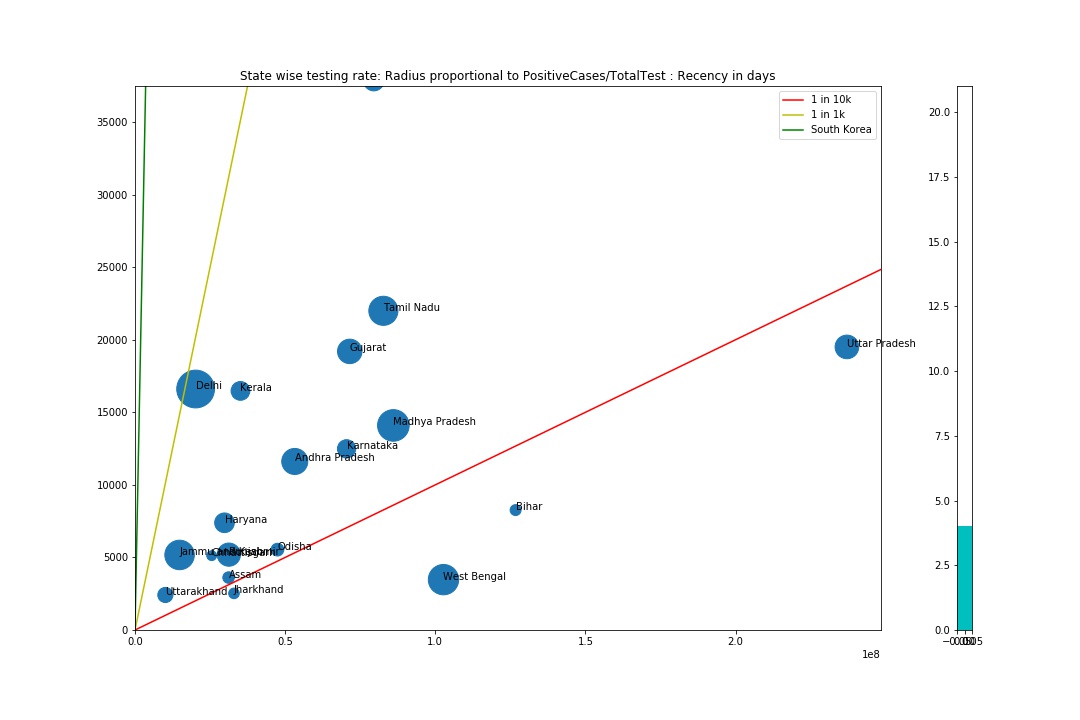 State wise testing rate: Radius proportional to PositiveCases/TotalTest : Recency in days
1 in 10k
1 in 1k
South Korea
35000
30000
25000
20000
15000
10000
5000
0
Tamil Nadu
Gujarat
Uttar Pradesh
Delhi
Kerala
Madhya Pradesh
Karnataka
Andhra Pradesh
Bihar
Haryana
Odisha
Jammu
Assam
West Bengal
Uttarakhand
Jharkhand
0.0
0.5
1.0
1.5
2.0
1e8
20.0
17.5
15.0
12.5
10.0
7.5
5.0
2.5
0.0